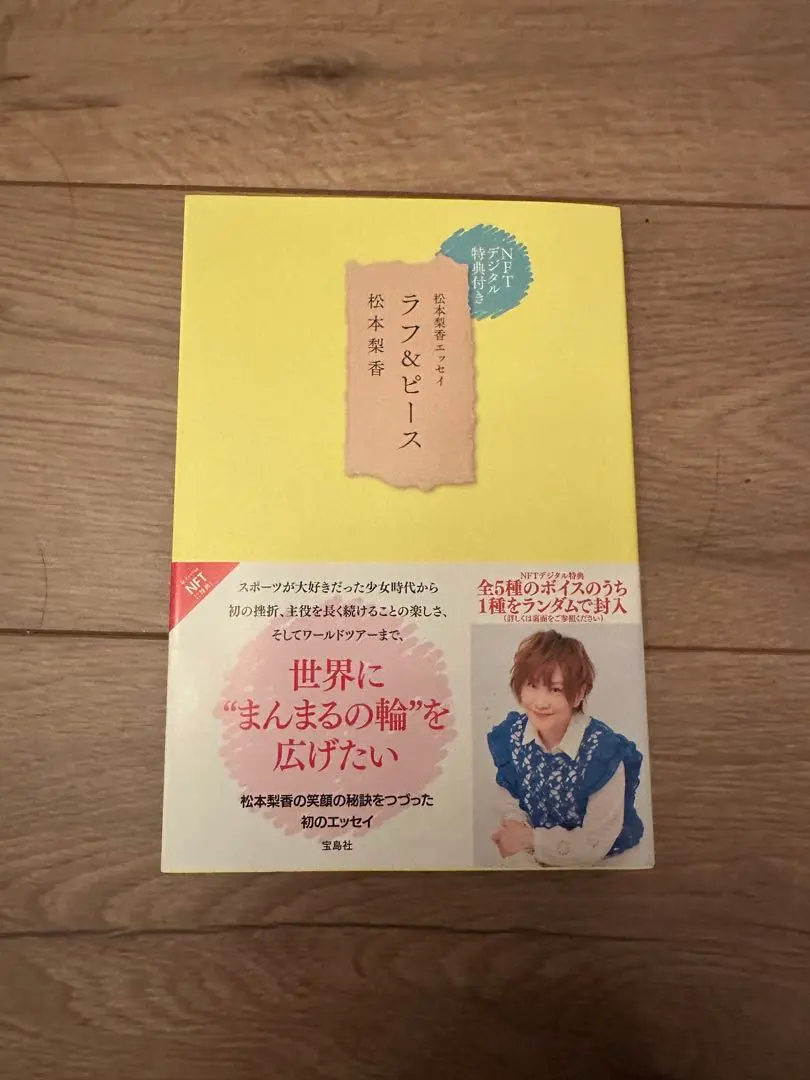 NFT
デジタル
特典付き
松本梨香エッセイ
ラフ&ピース
松本梨香
NFT
スポーツが大好きだった少女時代から
初の挫折、主役を長く続けることの楽しさ、
そしてワールドツアーまで、
世界に
“まんまるの輪”を
広げたい
松本梨香の笑顔の秘訣をつづった
初のエッセイ
宝島社
NFTデジタル特典
全5種のボイスのうち
1種をランダムで封入
(詳しくは裏面をご参照ください)